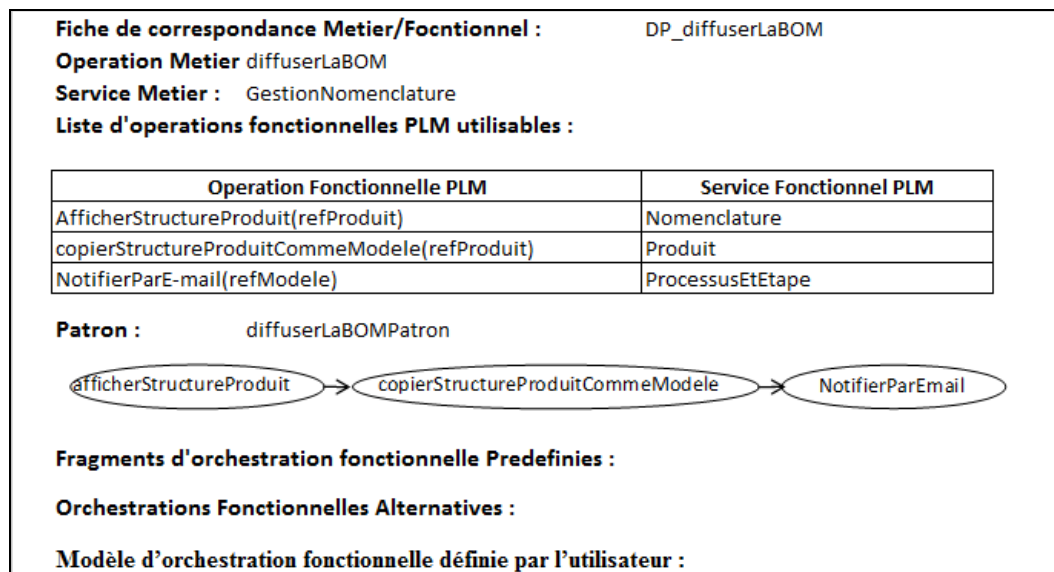 Fiche de correspondance Metier/Focntionnel : DP_diffuserLaBOM
Operation Metier diffuserLaBOM
Service Metier : GestionNomenclature
Liste d'operations fonctionnelles PLM utilisables :
Operation Fonctionnelle PLM Service Fonctionnel PLM
AfficherStructureProduit(refProduit) Nomenclature
copierStructureProduitCommeModele(refProduit) Produit
NotifierParE-mail(refModele) ProcessusEtEtape
Patron : diffuserLaBOMPatron
afficherStructureProduit copierStructureProduitCommeModele NotifierParEmail
Fragments d'orchestration fonctionnelle Predefinies :
Orchestrations Fonctionnelles Alternatives :
Modèle d'orchestration fonctionnelle définie par l'utilisateur :